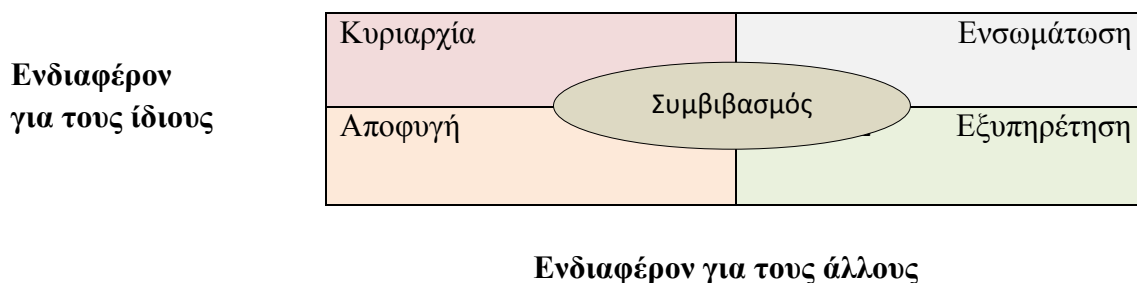 Κυριαρχία
Ενσωμάτωση
Ενδιαφέρον
για τους ίδιους
Συμβιβασμός
Αποφυγή
Εξυπηρέτηση
Ενδιαφέρον για τους άλλους